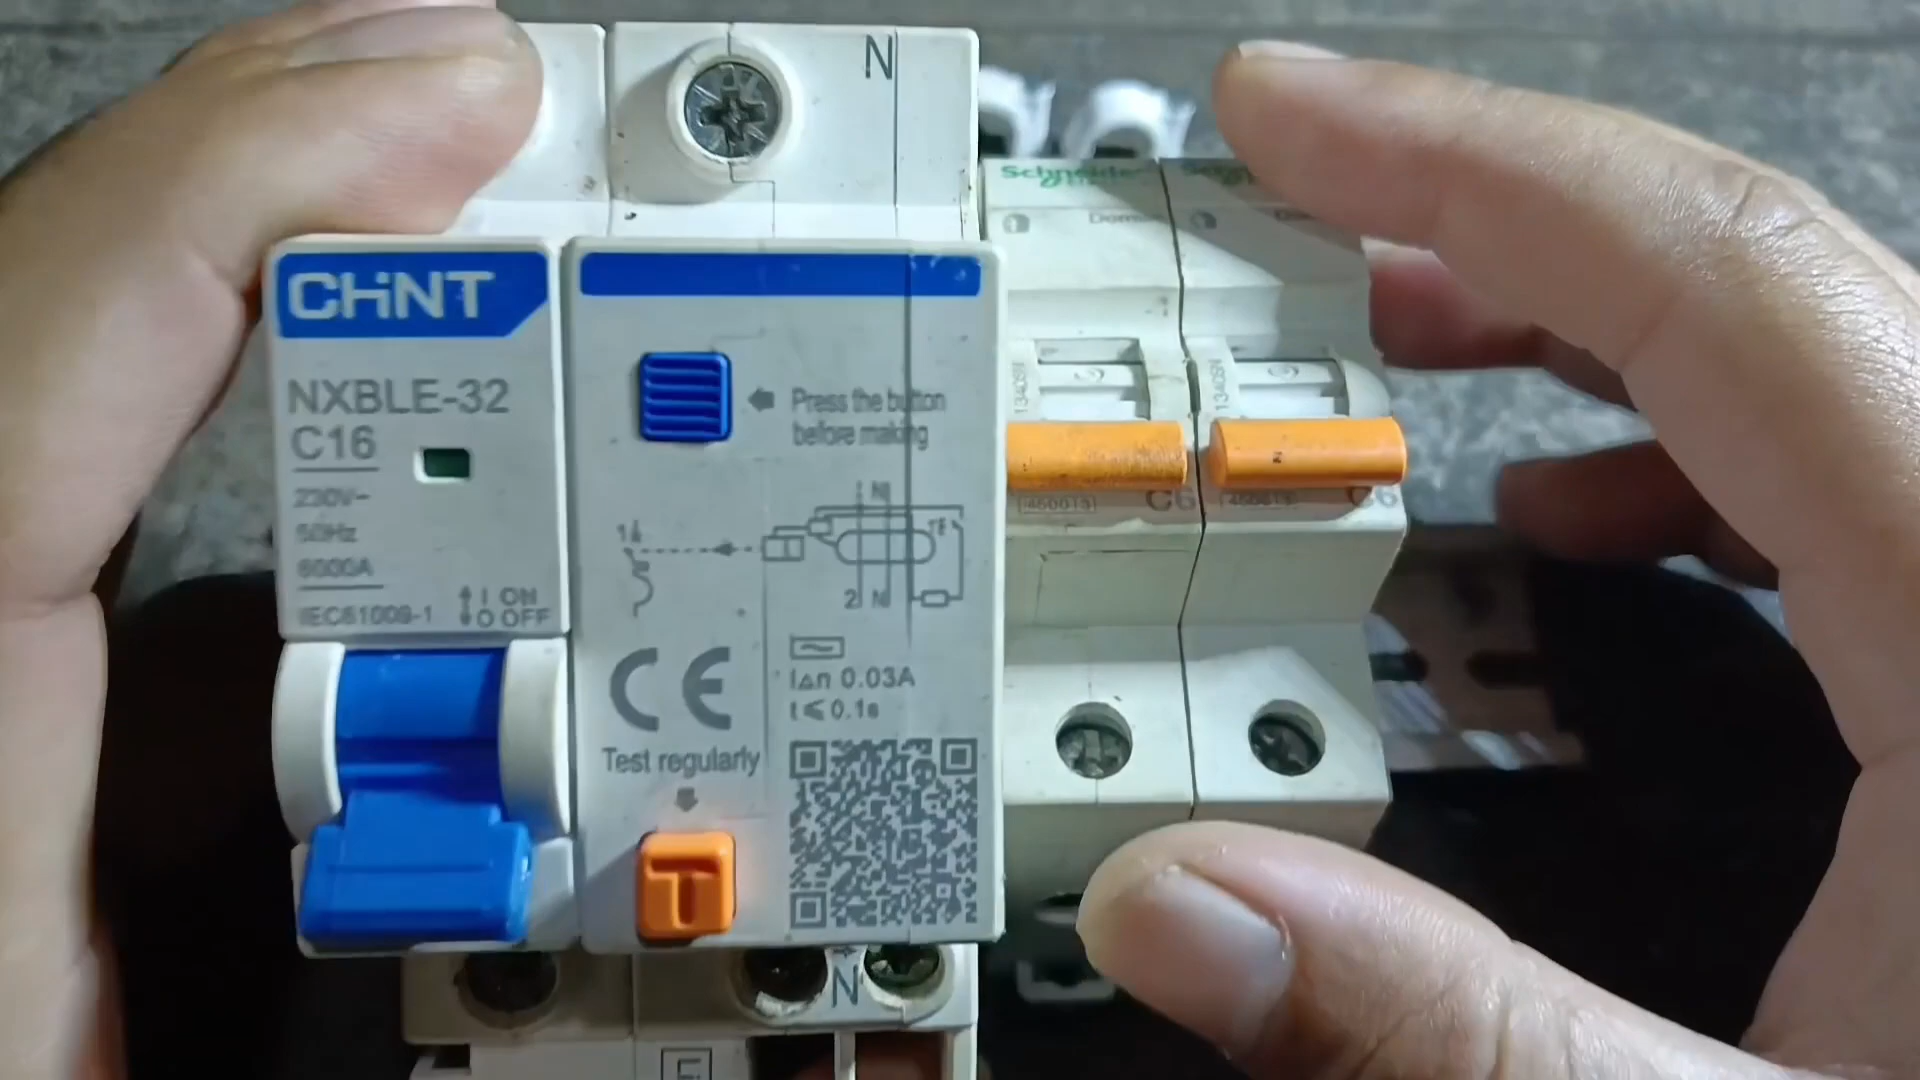 N
Schneider
CHiNT
NXBLE-32
C16
230V~
50Hz
6000A
IEC61009-1
I ON
O OFF
Press the button
before making
1
N
2
N
CE
IΔn 0.03A
t ≤ 0.1s
Test regularly
T
N
C6
C6